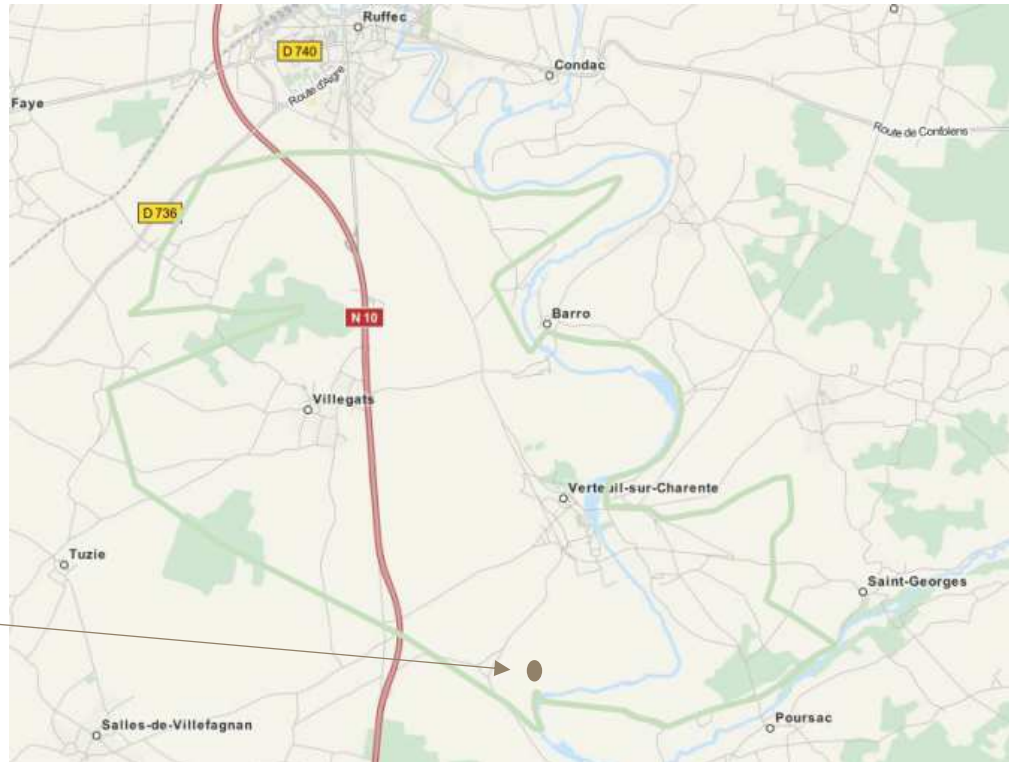 Ruffec
D 740
Condac
Route d'Aigre
Faye
Route de Confolens
D 736
N 10
Barro
Villegats
Verteuil-sur-Charente
Tuzie
Saint-Georges
Salles-de-Villefagnan
Poursac